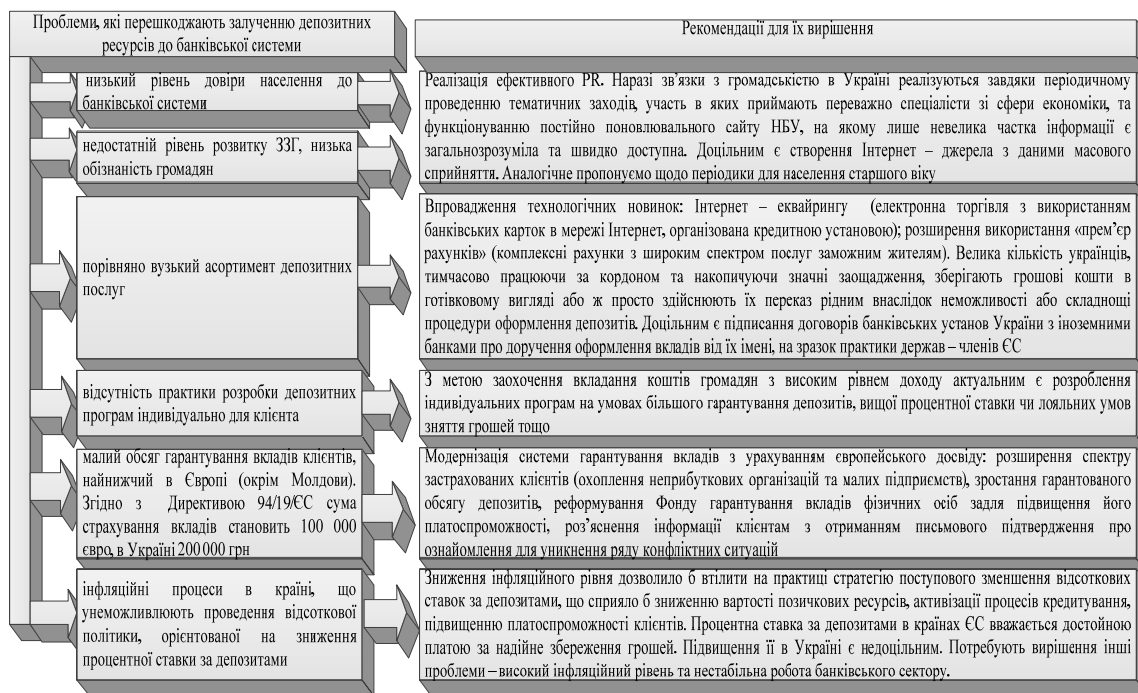 Проблеми, які перешкоджають залученню депозитних
ресурсів до банківської системи
Рекомендації для їх вирішення
низький рівень довіри населення до
банківської системи
Реалізація ефективного PR. Наразі зв’язки з громадськістю в Україні реалізуються завдяки періодичному
проведенню тематичних заходів, участь в яких приймають переважно спеціалісти зі сфери економіки, та
функціонуванню постійно поновлювального сайту НБУ, на якому лише невелика частка інформації є
загальнозрозуміла та швидко доступна. Доцільним є створення Інтернет – джерела з даними масового
сприйняття. Аналогічне пропонуємо щодо періодики для населення старшого віку
недостатній рівень розвитку ЗЗГ, низька
обізнаність громадян
порівняно вузький асортимент депозитних
послуг
Впровадження технологічних новинок: Інтернет – еквайрингу (електронна торгівля з використанням
банківських карток в мережі Інтернет, організована кредитною установою); розширення використання «прем’єр
рахунків» (комплексні рахунки з широким спектром послуг заможним жителям). Велика кількість українців,
тимчасово працюючи за кордоном та накопичуючи значні заощадження, зберігають грошові кошти в
готівковому вигляді або ж просто здійснюють їх переказ рідним внаслідок неможливості або складнощі
процедури оформлення депозитів. Доцільним є підписання договорів банківських установ України з іноземними
банками про доручення оформлення вкладів від їх імені, на зразок практики держав – членів ЄС
відсутність практики розробки депозитних
програм індивідуально для клієнта
З метою заохочення вкладання коштів громадян з високим рівнем доходу актуальним є розроблення
індивідуальних програм на умовах більшого гарантування депозитів, вищої процентної ставки чи лояльних умов
зняття грошей тощо
малий обсяг гарантування вкладів клієнтів,
найнижчий в Європі (окрім Молдови).
Згідно з Директивою 94/19/ЄС сума
страхування вкладів становить 100 000
євро, в Україні 200 000 грн
Модернізація системи гарантування вкладів з урахуванням європейського досвіду: розширення спектру
застрахованих клієнтів (охоплення неприбуткових організацій та малих підприємств), зростання гарантованого
обсягу депозитів, реформування Фонду гарантування вкладів фізичних осіб задля підвищення його
платоспроможності, роз’яснення інформації клієнтам з отриманням письмового підтвердження про
ознайомлення для уникнення ряду конфліктних ситуацій
інфляційні процеси в країні, що
унеможливлюють проведення відсоткової
політики, орієнтованої на зниження
процентної ставки за депозитами
Зниження інфляційного рівня дозволило б втілити на практиці стратегію поступового зменшення відсоткових
ставок за депозитами, що сприяло б зниженню вартості позичкових ресурсів, активізації процесів кредитування,
підвищенню платоспроможності клієнтів. Процентна ставка за депозитами в країнах ЄС вважається достойною
платою за надійне збереження грошей. Підвищення її в Україні є недоцільним. Потребують вирішення інші
проблеми – високий інфляційний рівень та нестабільна робота банківського сектору.